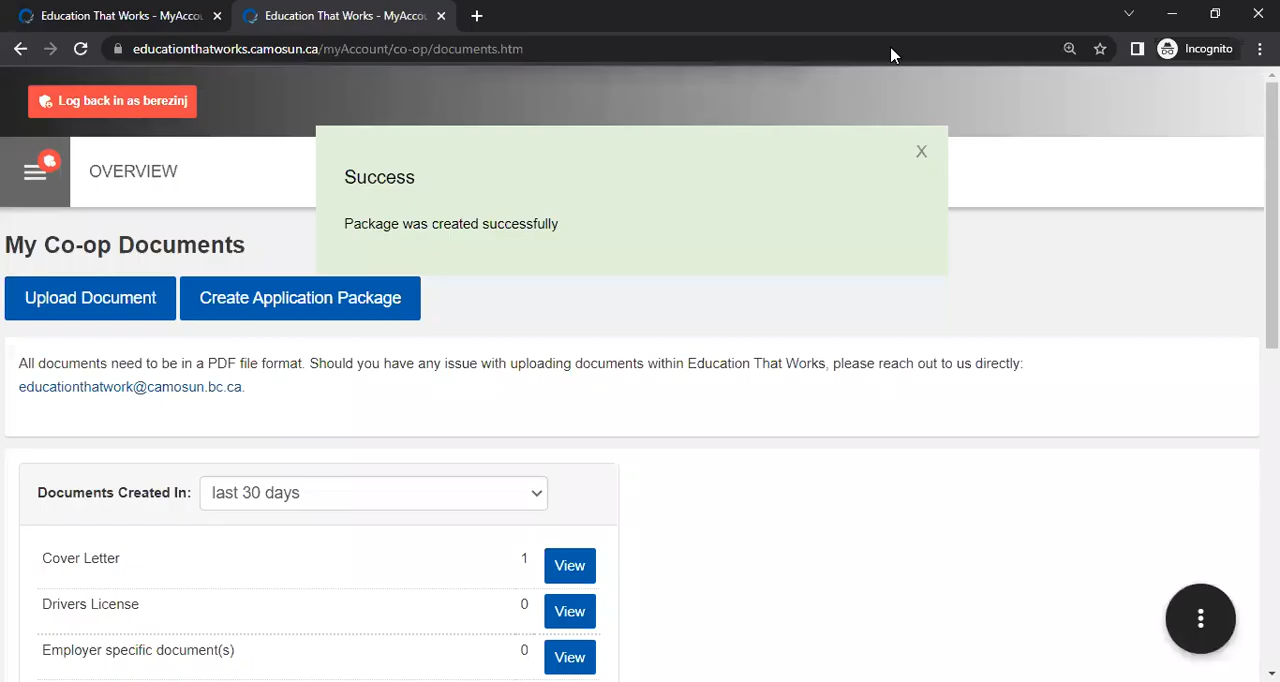 Education That Works - MyAccou
Education That Works - MyAccou
educationthatworks.camosun.ca/myAccount/co-op/documents.htm
Incognito
Log back in as berezinj
OVERVIEW
X
Success
Package was created successfully
My Co-op Documents
Upload Document
Create Application Package
All documents need to be in a PDF file format. Should you have any issue with uploading documents within Education That Works, please reach out to us directly:
educationthatwork@camosun.bc.ca.
Documents Created In: last 30 days
Cover Letter 1 View
Drivers License 0 View
Employer specific document(s) 0 View